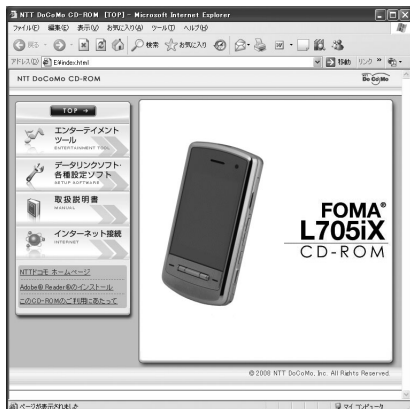 NTT DoCoMo CD-ROM [TOP] - Microsoft Internet Explorer
ファイル(F) 編集(E) 表示(V) お気に入り(A) ツール(T) ヘルプ(H)
戻る 検索 お気に入り
アドレス(D) E:¥index.html 移動 リンク »
NTT DoCoMo CD-ROM
DoCoMo
TOP →
エンターテイメント
ツール
ENTERTAINMENT TOOL
データリンクソフト・
各種設定ソフト
SETUP SOFTWARE
取扱説明書
MANUAL
インターネット接続
INTERNET
NTTドコモ ホームページ
Adobe® Reader®のインストール
このCD-ROMのご利用にあたって
FOMA®
L705iX
CD-ROM
© 2008 NTT DoCoMo, Inc. All Rights Reserved.
ページが表示されました マイ コンピュータ